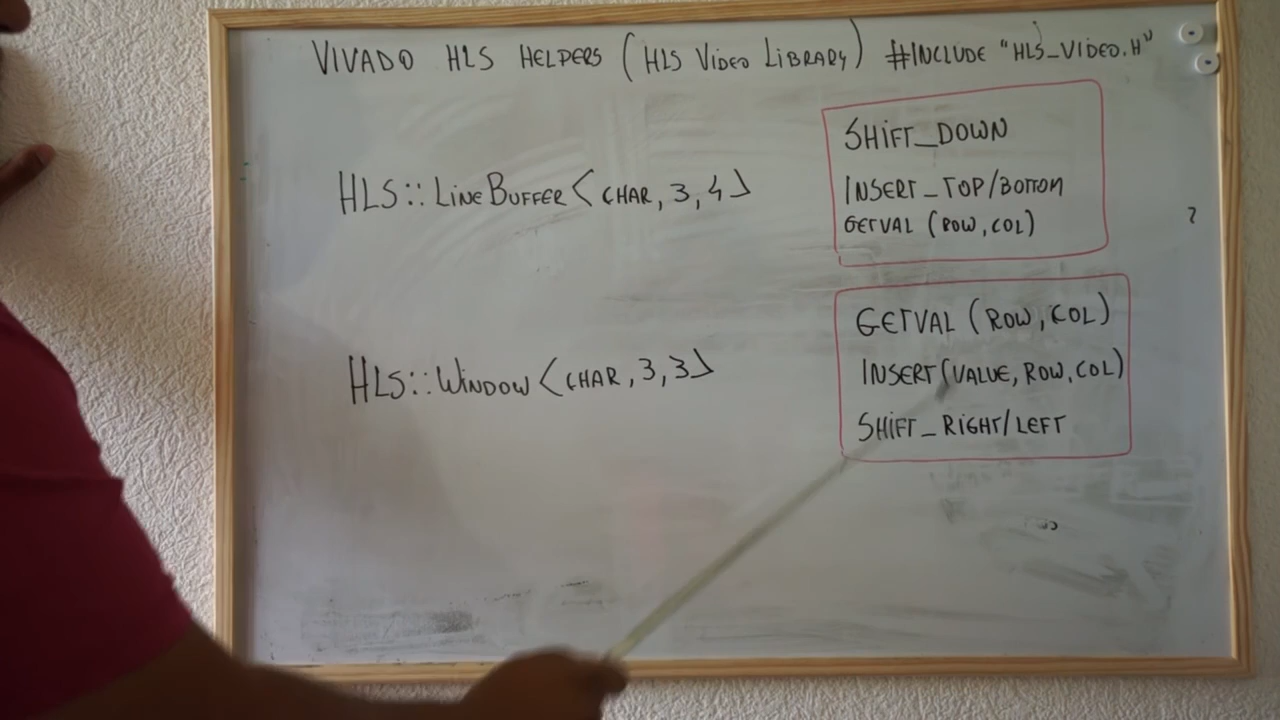 VIVADO HLS HELPERS (HLS VIDEO LIBRARY) #INCLUDE "HLS_VIDEO.H"
HLS::LINEBUFFER<CHAR,3,4>
SHIFT_DOWN
INSERT_TOP/BOTTOM
GETVAL (ROW,COL)
?
HLS::WINDOW<CHAR,3,3>
GETVAL (ROW,COL)
INSERT(VALUE,ROW,COL)
SHIFT_RIGHT/LEFT